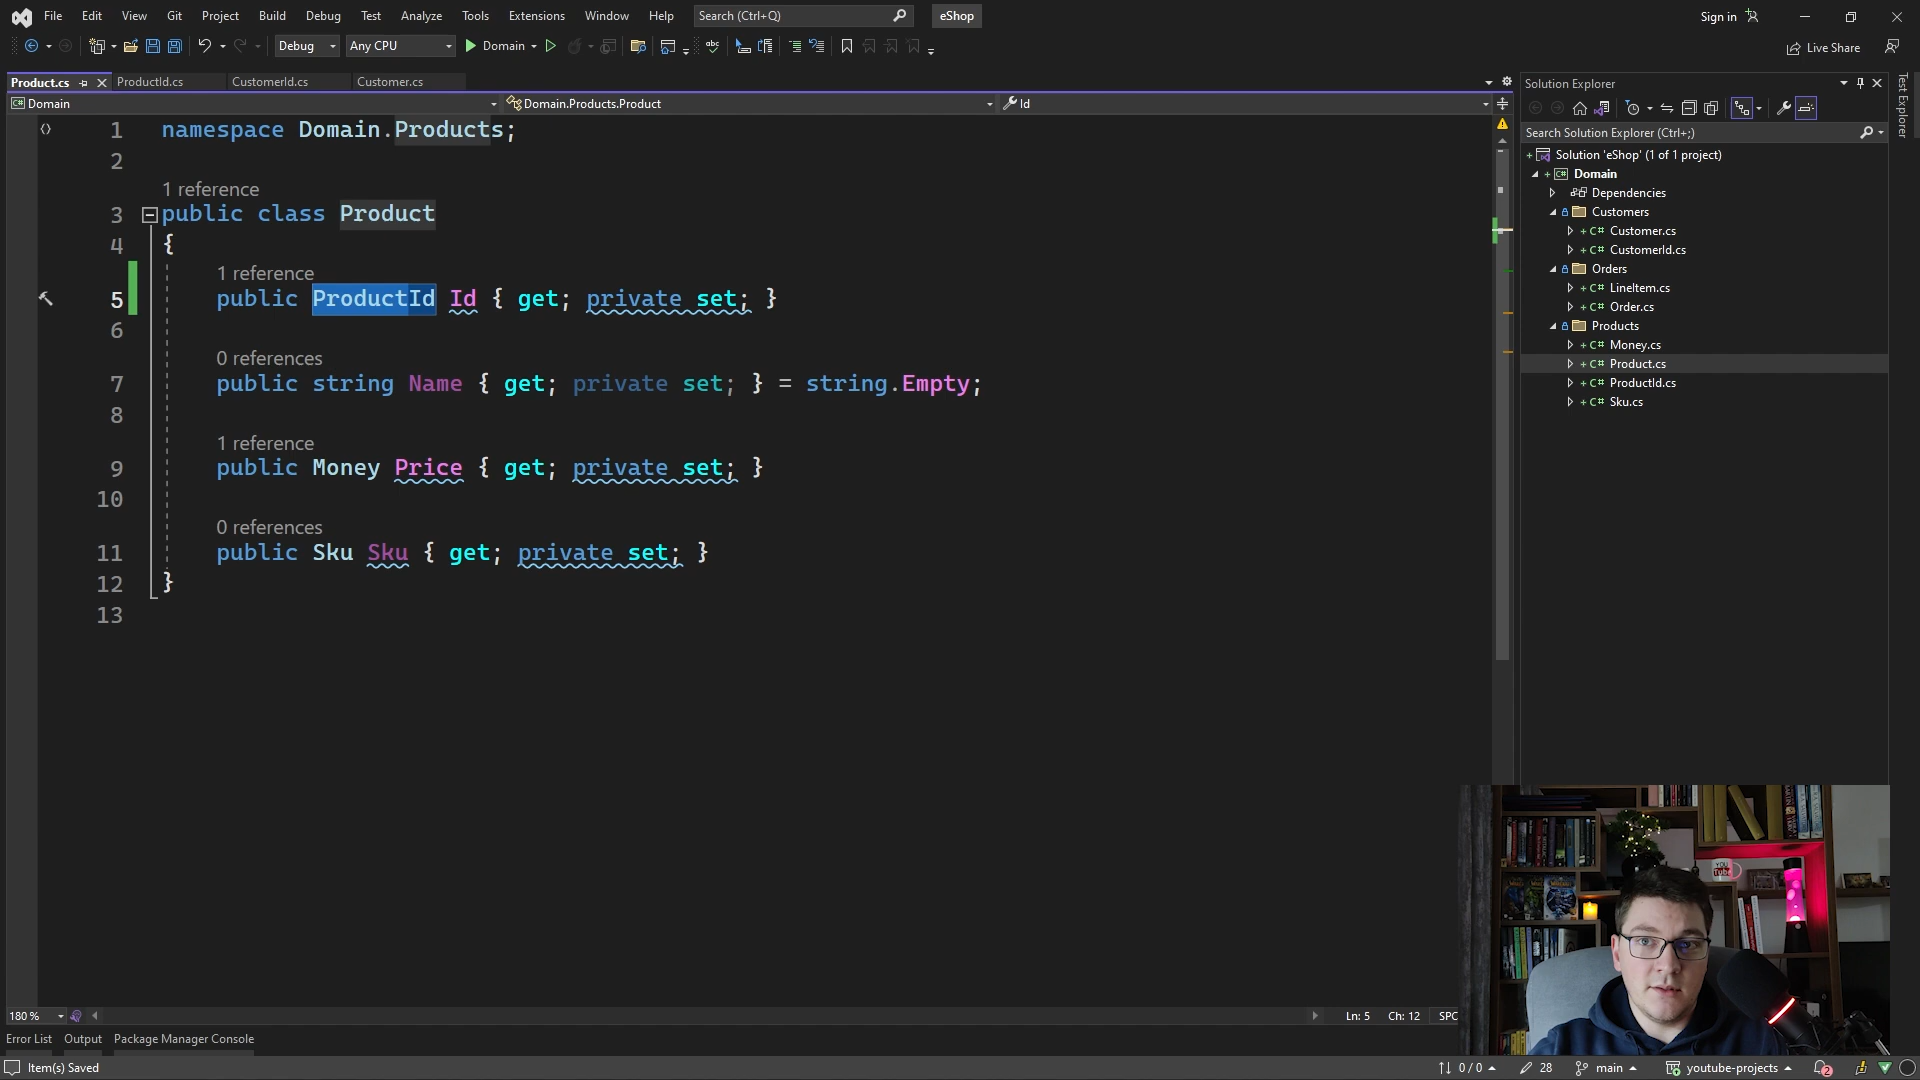 File Edit View Git Project Build Debug Test Analyze Tools Extensions Window Help Search (Ctrl+Q) eShop Sign in
Debug Any CPU Domain Live Share
Product.cs ProductId.cs CustomerId.cs Customer.cs
Domain Domain.Products.Product Id
1 namespace Domain.Products;
2
1 reference
3 public class Product
4 {
1 reference
5 public ProductId Id { get; private set; }
6
0 references
7 public string Name { get; private set; } = string.Empty;
8
1 reference
9 public Money Price { get; private set; }
10
0 references
11 public Sku Sku { get; private set; }
12 }
13
180 % Ln: 5 Ch: 12 SPC
Error List Output Package Manager Console
Item(s) Saved 0 / 0 28 main youtube-projects 2
Solution Explorer
Search Solution Explorer (Ctrl+;)
Solution 'eShop' (1 of 1 project)
Domain
Dependencies
Customers
Customer.cs
CustomerId.cs
Orders
LineItem.cs
Order.cs
Products
Money.cs
Product.cs
ProductId.cs
Sku.cs
Test Explorer
YOU
Tube